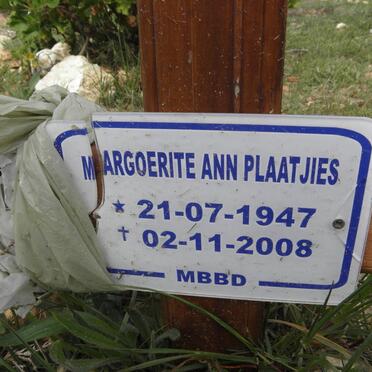 MARGOERITE ANN PLAATJIES
* 21-07-1947
† 02-11-2008
MBBD